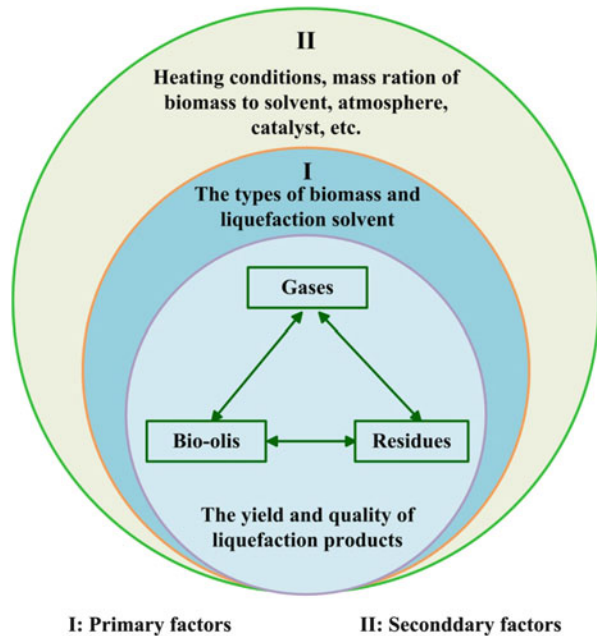 II
Heating conditions, mass ration of
biomass to solvent, atmosphere,
catalyst, etc.
I
The types of biomass and
liquefaction solvent
Gases
Bio-olis
Residues
The yield and quality of
liquefaction products
I: Primary factors
II: Seconddary factors